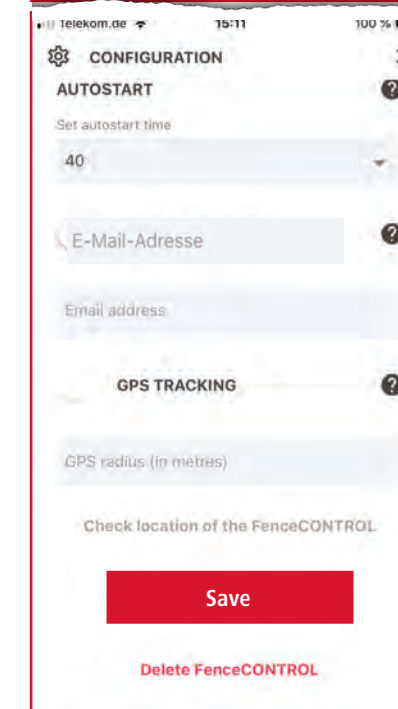 Telekom.de 15:11 100 %
CONFIGURATION
AUTOSTART ?
Set autostart time
40
E-Mail-Adresse ?
Email address
GPS TRACKING ?
GPS radius (in metres)
Check location of the FenceCONTROL
Save
Delete FenceCONTROL